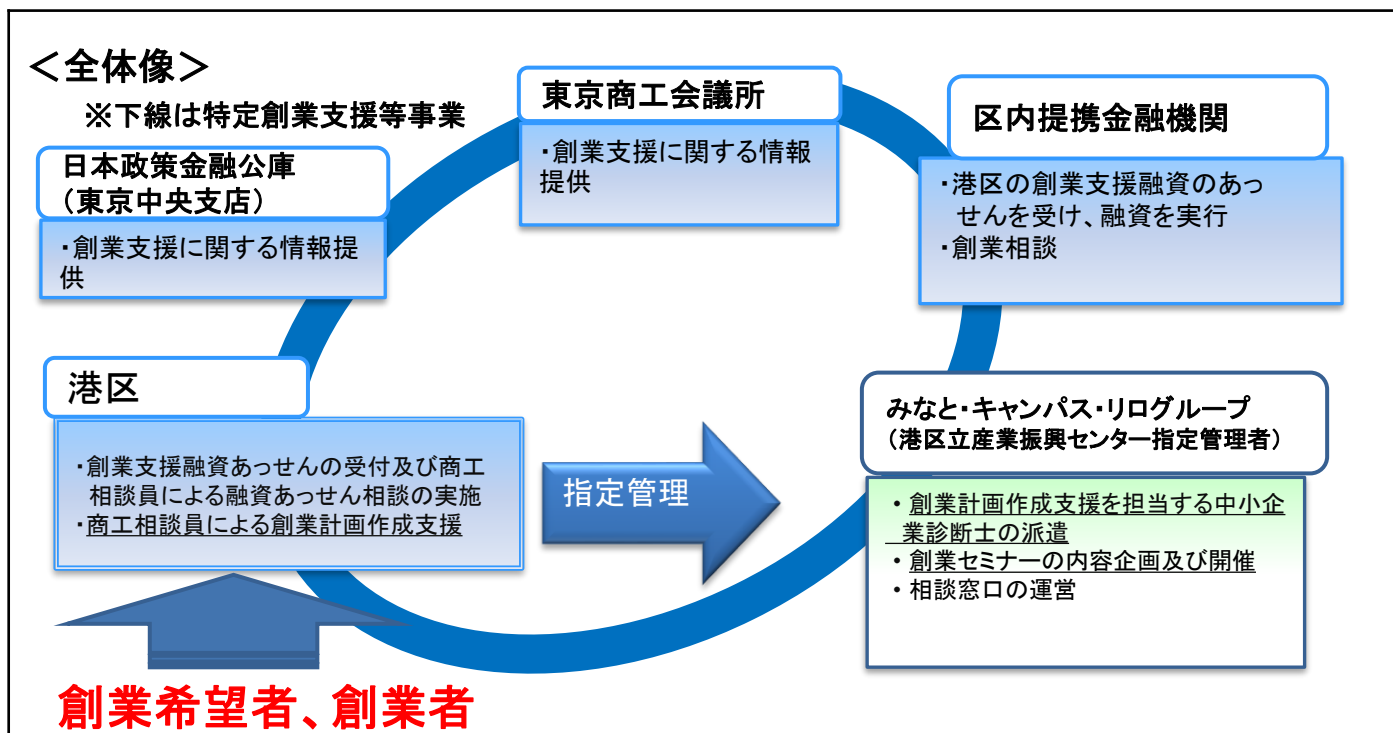 ＜全体像＞
※下線は特定創業支援等事業
日本政策金融公庫
（東京中央支店）
・創業支援に関する情報提
供
東京商工会議所
・創業支援に関する情報
提供
区内提携金融機関
・港区の創業支援融資のあっ
せんを受け、融資を実行
・創業相談
港区
・創業支援融資あっせんの受付及び商工
相談員による融資あっせん相談の実施
・商工相談員による創業計画作成支援
指定管理
みなと・キャンパス・リログループ
（港区立産業振興センター指定管理者）
・創業計画作成支援を担当する中小企
業診断士の派遣
・創業セミナーの内容企画及び開催
・相談窓口の運営
創業希望者、創業者